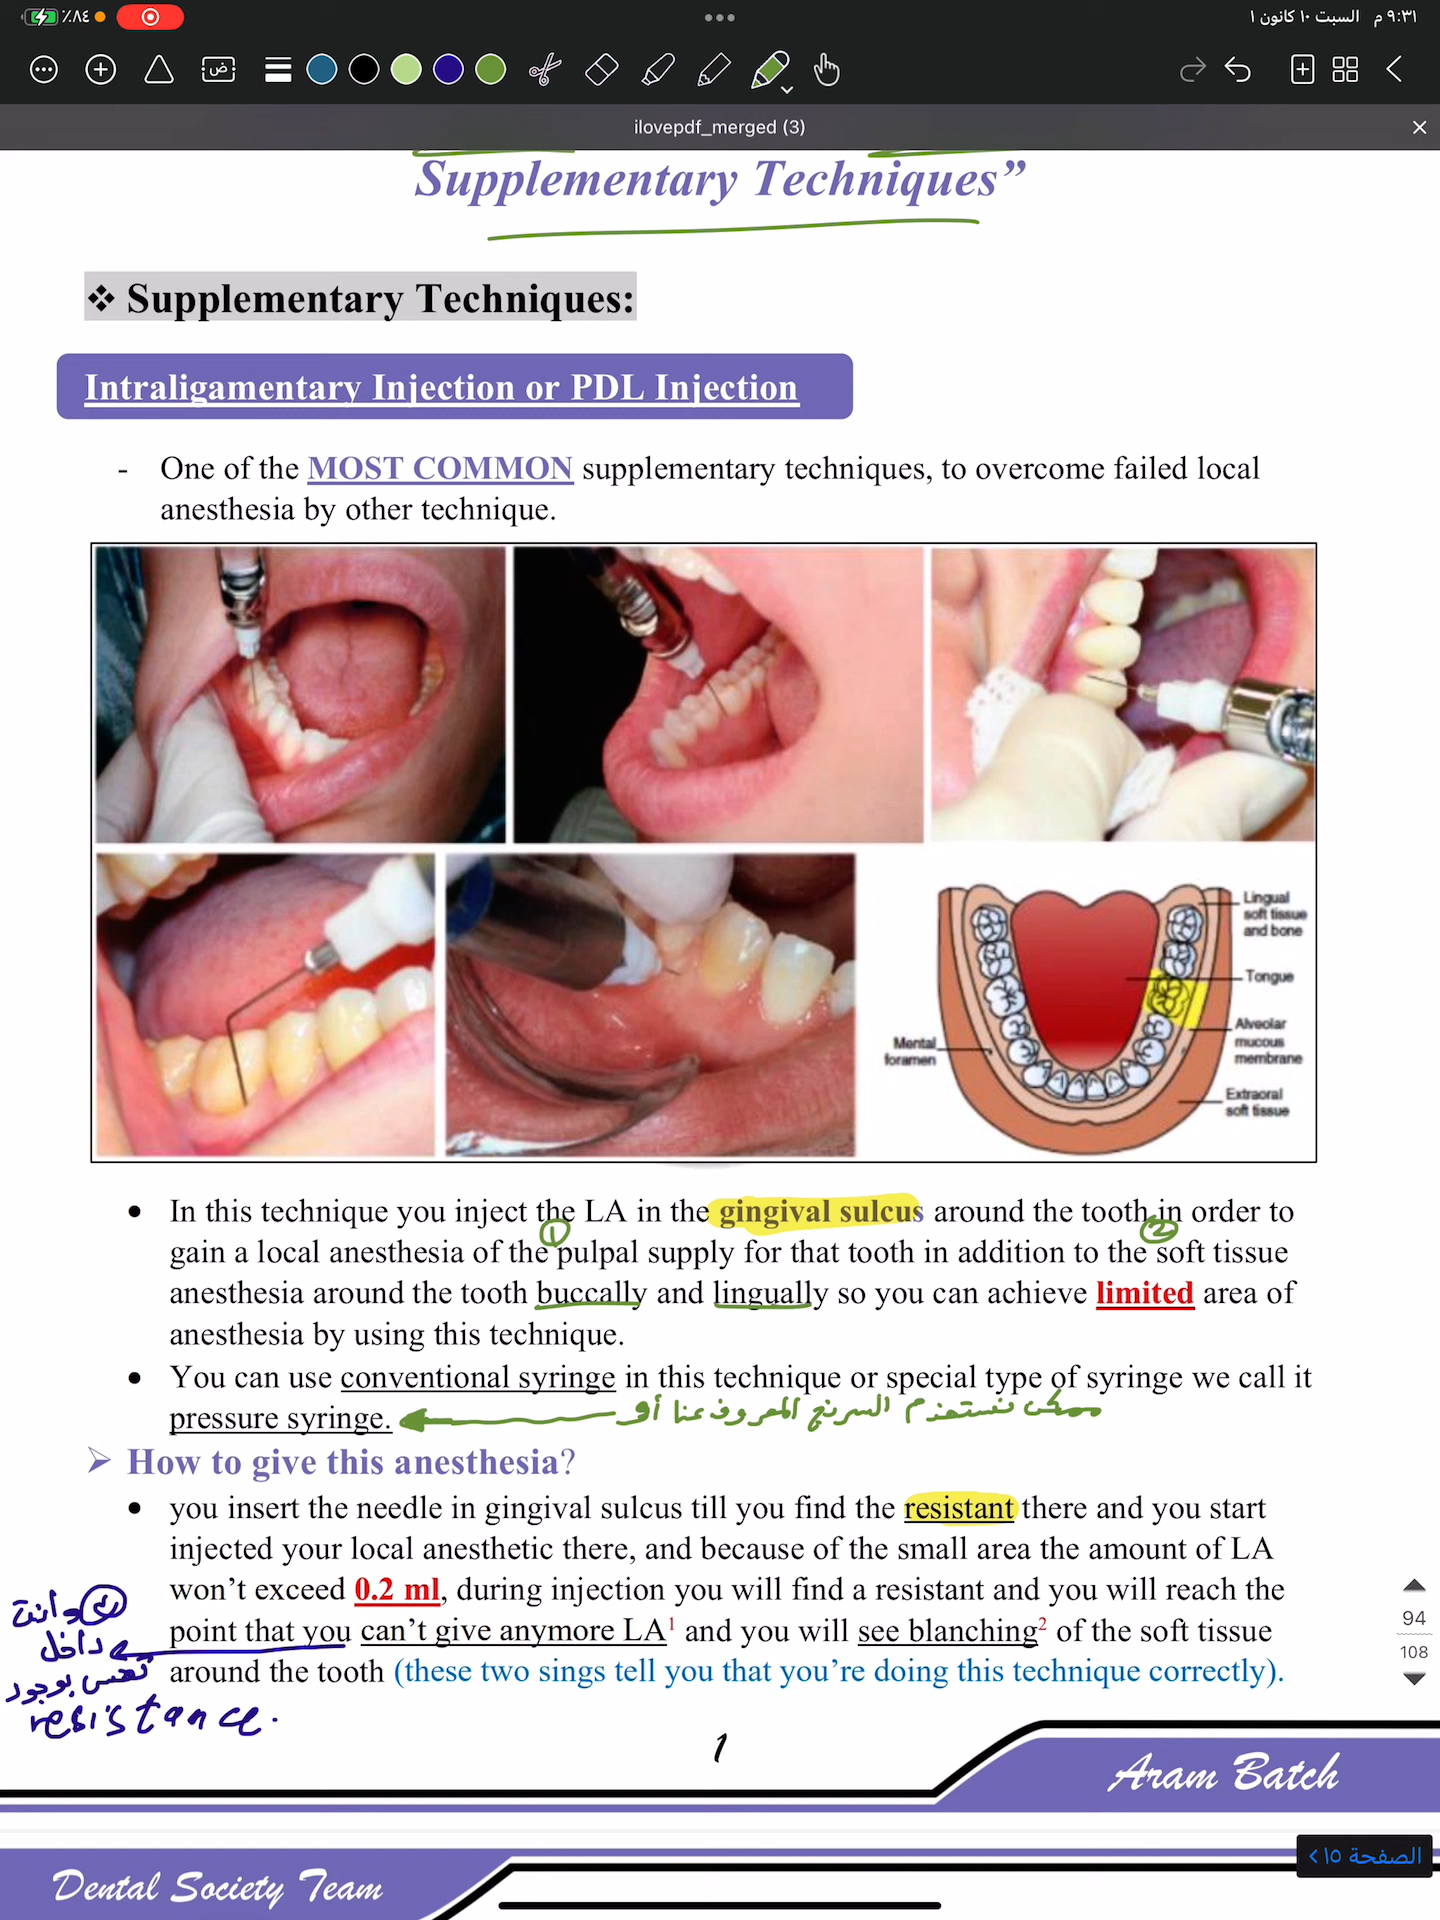 ٪٨٤
٩:٣١ م السبت ١٠ كانون ١
ض
ilovepdf_merged (3)
Supplementary Techniques”
❖ Supplementary Techniques:
Intraligamentary Injection or PDL Injection
- One of the MOST COMMON supplementary techniques, to overcome failed local
anesthesia by other technique.
Lingual
soft tissue
and bone
Tongue
Alveolar
mucous
membrane
Mental
foramen
Extraoral
soft tissue
• In this technique you inject the LA in the gingival sulcus around the tooth in order to
① ②
gain a local anesthesia of the pulpal supply for that tooth in addition to the soft tissue
anesthesia around the tooth buccally and lingually so you can achieve limited area of
anesthesia by using this technique.
• You can use conventional syringe in this technique or special type of syringe we call it
pressure syringe.
ممكن نستخدم السرنج المعروف عنا أو
➢ How to give this anesthesia?
• you insert the needle in gingival sulcus till you find the resistant there and you start
injected your local anesthetic there, and because of the small area the amount of LA
won’t exceed 0.2 ml, during injection you will find a resistant and you will reach the
point that you can’t give anymore LA¹ and you will see blanching² of the soft tissue
around the tooth (these two sings tell you that you’re doing this technique correctly).
وانت
داخل
تحس بوجود
resistance.
94
108
1
Aram Batch
الصفحة ١٥ >
Dental Society Team